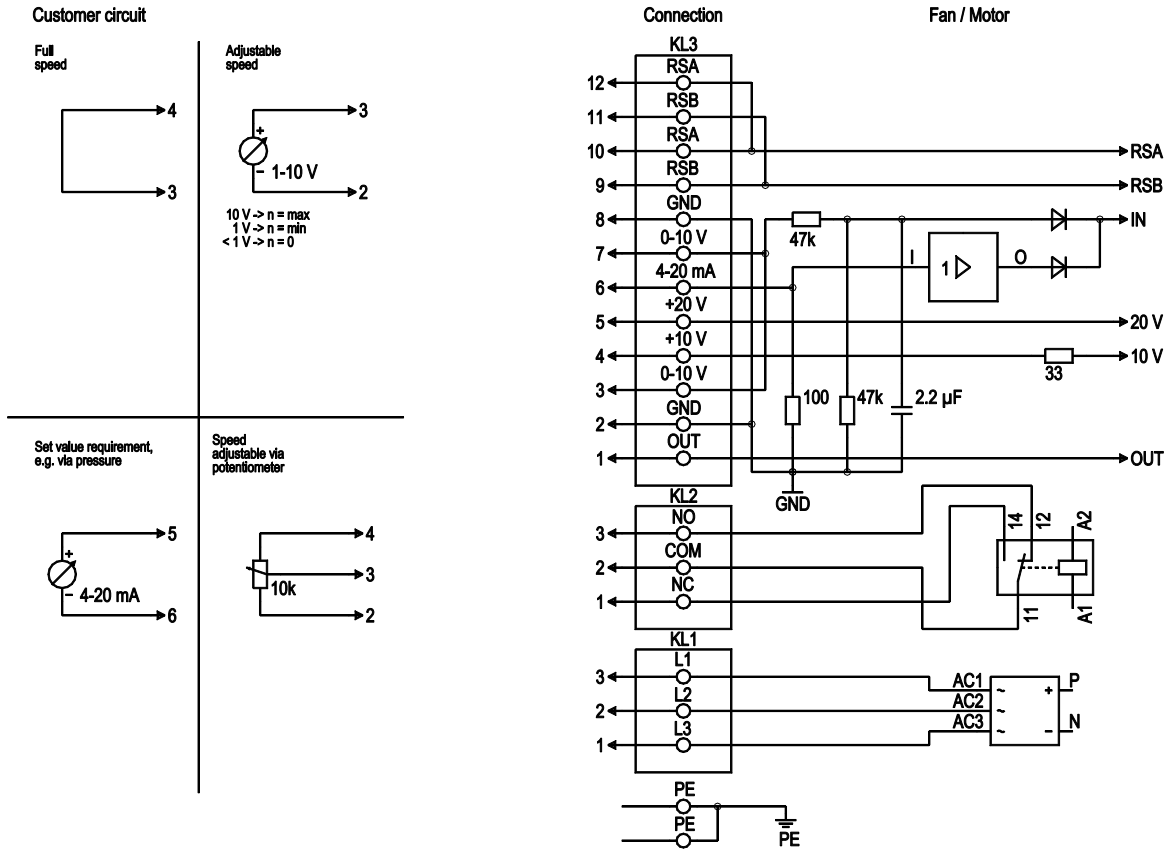 Customer circuit
Connection
Fan / Motor
Full
speed
4
3
Adjustable
speed
3
+
1-10 V
–
2
10 V -> n = max
1 V -> n = min
< 1 V -> n = 0
Set value requirement,
e.g. via pressure
5
+
4-20 mA
–
6
Speed
adjustable via
potentiometer
4
3
10k
2
KL3
12 RSA
11 RSB
10 RSA RSA
9 RSB RSB
8 GND 47k IN
7 0-10 V
I 1 O
6 4-20 mA
5 +20 V 20 V
4 +10 V 33 10 V
3 0-10 V
100 47k 2.2 µF
2 GND
1 OUT OUT
GND
KL2
3 NO
2 COM
1 NC
14 12 A2
11 A1
KL1
3 L1
2 L2
1 L3
AC1 ~ + P
AC2 ~
AC3 ~ – N
PE
PE
PE